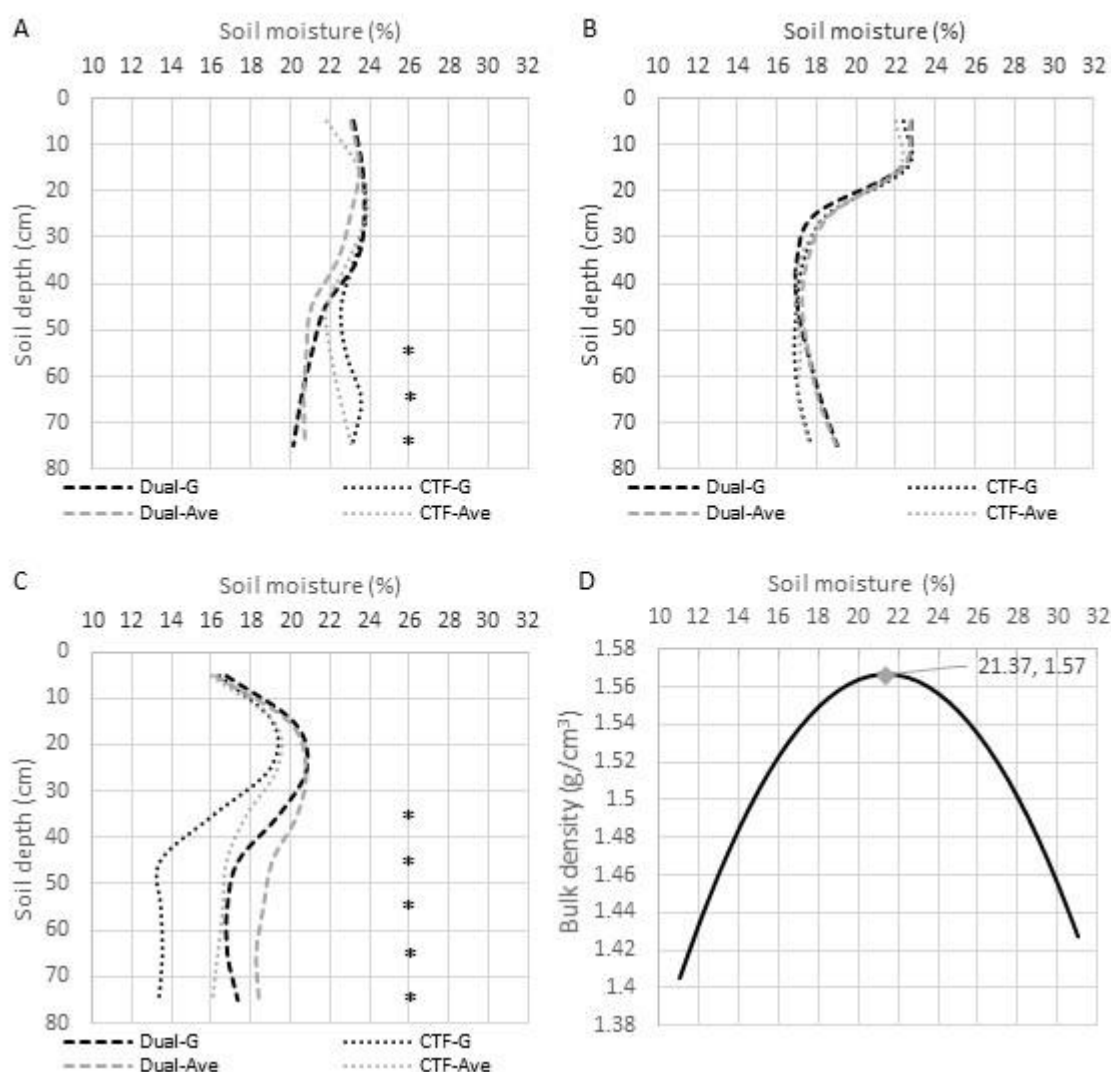 A Soil moisture (%) B Soil moisture (%)
10 12 14 16 18 20 22 24 26 28 30 32 10 12 14 16 18 20 22 24 26 28 30 32
0 0
10 10
20 20
30 30
40 40
50 50
60 60
70 70
80 80
Soil depth (cm) Soil depth (cm)
*
*
*
Dual-G CTF-G Dual-G CTF-G
Dual-Ave CTF-Ave Dual-Ave CTF-Ave
C Soil moisture (%) D Soil moisture (%)
10 12 14 16 18 20 22 24 26 28 30 32 10 12 14 16 18 20 22 24 26 28 30 32
0 1.58
10 1.56
20 1.54
30 1.52
40 1.5
50 1.48
60 1.46
70 1.44
80 1.42
1.4
1.38
Soil depth (cm) Bulk density (g/cm³)
21.37, 1.57
*
*
*
*
*
Dual-G CTF-G
Dual-Ave CTF-Ave